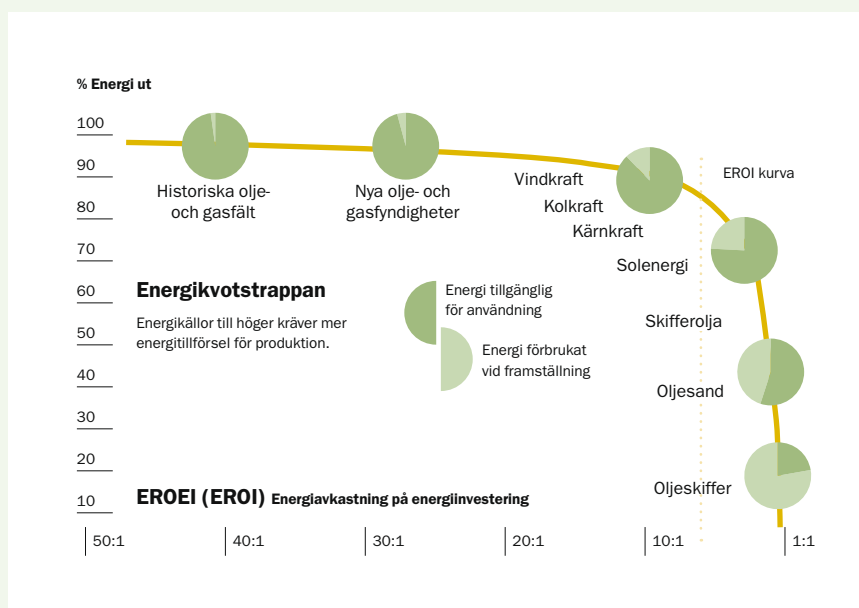 % Energi ut
100
90
80
70
60
50
40
30
20
10
Historiska olje-
och gasfält
Nya olje- och
gasfyndigheter
Vindkraft
Kolkraft
Kärnkraft
Solenergi
EROI kurva
Skifferolja
Oljesand
Oljeskiffer
Energikvotstrappan
Energikällor till höger kräver mer
energitillförsel för produktion.
Energi tillgänglig
för användning
Energi förbrukat
vid framställning
EROEI (EROI) Energiavkastning på energiinvestering
50:1
40:1
30:1
20:1
10:1
1:1